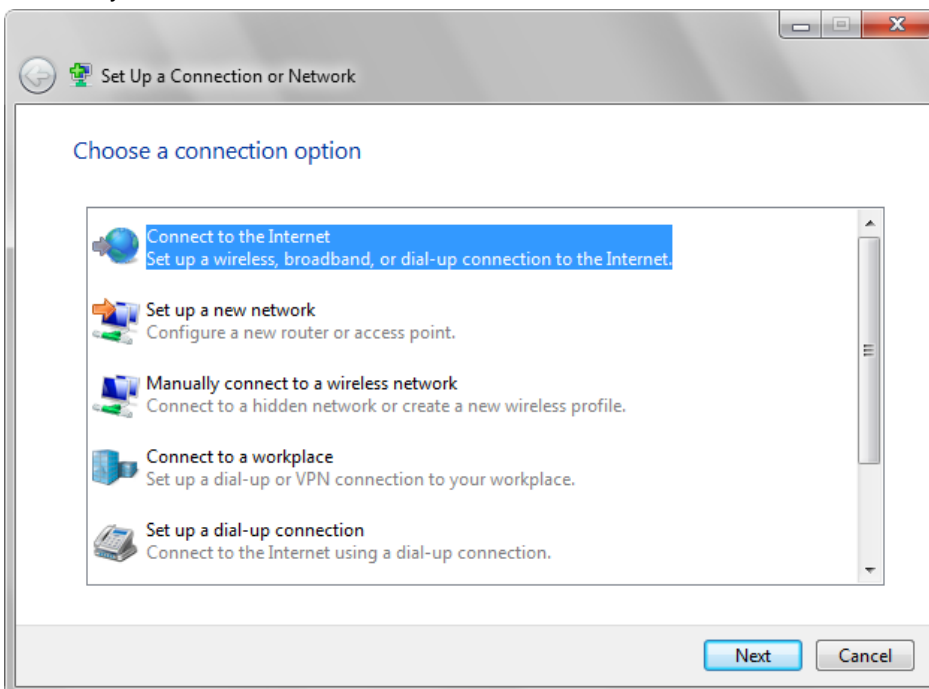 Set Up a Connection or Network
Choose a connection option
Connect to the Internet
Set up a wireless, broadband, or dial-up connection to the Internet.
Set up a new network
Configure a new router or access point.
Manually connect to a wireless network
Connect to a hidden network or create a new wireless profile.
Connect to a workplace
Set up a dial-up or VPN connection to your workplace.
Set up a dial-up connection
Connect to the Internet using a dial-up connection.
Next Cancel